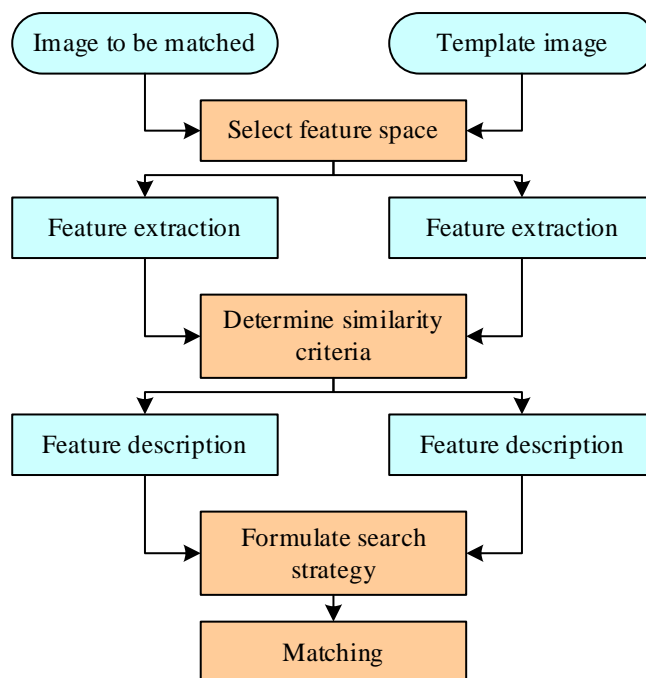 Image to be matched
Template image
Select feature space
Feature extraction
Feature extraction
Determine similarity
criteria
Feature description
Feature description
Formulate search
strategy
Matching